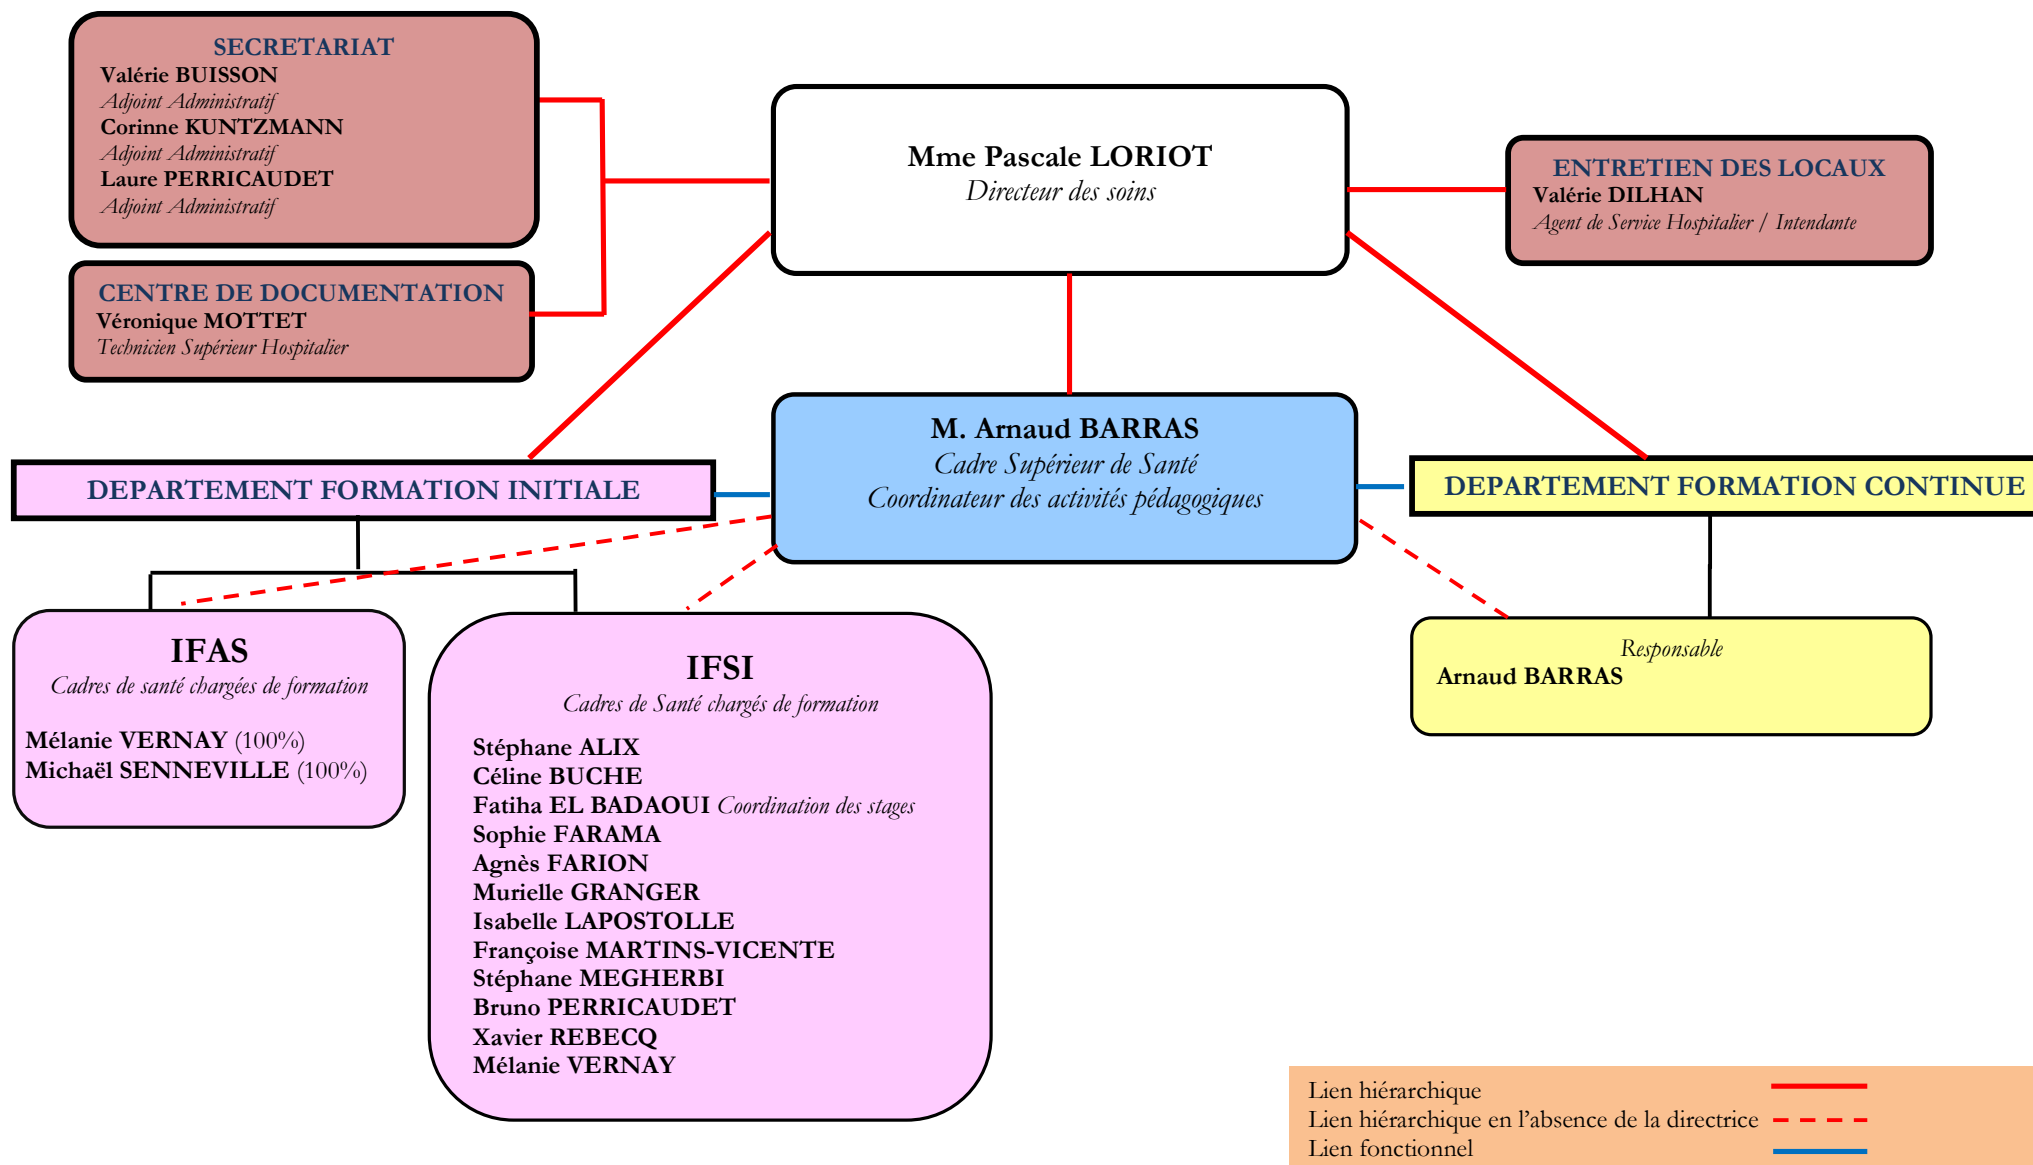 SECRETARIAT
Valérie BUISSON
Adjoint Administratif
Corinne KUNTZMANN
Adjoint Administratif
Laure PERRICAUDET
Adjoint Administratif
CENTRE DE DOCUMENTATION
Véronique MOTTET
Technicien Supérieur Hospitalier
Mme Pascale LORIOT
Directeur des soins
ENTRETIEN DES LOCAUX
Valérie DILHAN
Agent de Service Hospitalier / Intendante
M. Arnaud BARRAS
Cadre Supérieur de Santé
Coordinateur des activités pédagogiques
DEPARTEMENT FORMATION INITIALE
DEPARTEMENT FORMATION CONTINUE
IFAS
Cadres de santé chargées de formation
Mélanie VERNAY (100%)
Michaël SENNEVILLE (100%)
IFSI
Cadres de Santé chargés de formation
Stéphane ALIX
Céline BUCHE
Fatiha EL BADAOUI Coordination des stages
Sophie FARAMA
Agnès FARION
Murielle GRANGER
Isabelle LAPOSTOLLE
Françoise MARTINS-VICENTE
Stéphane MEGHERBI
Bruno PERRICAUDET
Xavier REBECQ
Mélanie VERNAY
Responsable
Arnaud BARRAS
Lien hiérarchique
Lien hiérarchique en l'absence de la directrice
Lien fonctionnel